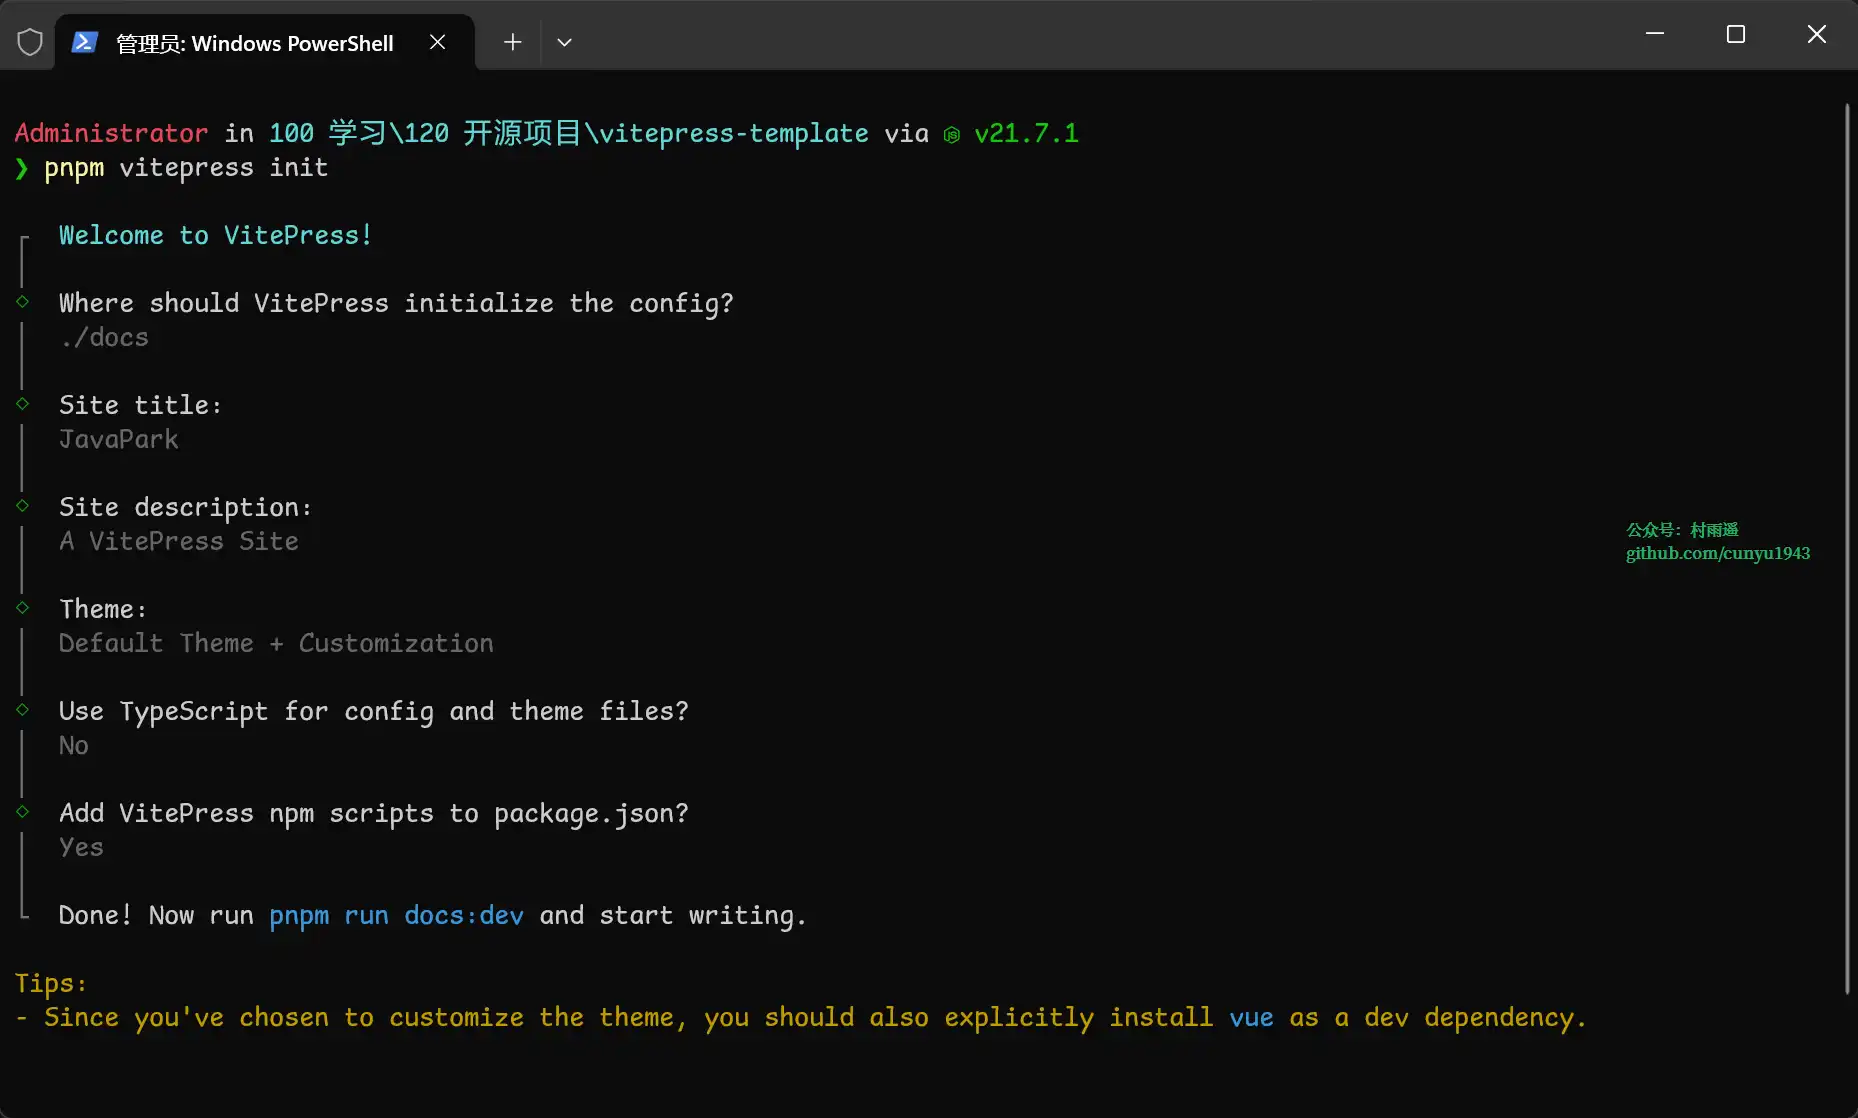 管理员: Windows PowerShell
Administrator in 100 学习\120 开源项目\vitepress-template via v21.7.1
❯ pnpm vitepress init
Welcome to VitePress!
Where should VitePress initialize the config?
./docs
Site title:
JavaPark
Site description:
A VitePress Site
Theme:
Default Theme + Customization
Use TypeScript for config and theme files?
No
Add VitePress npm scripts to package.json?
Yes
Done! Now run pnpm run docs:dev and start writing.
Tips:
- Since you've chosen to customize the theme, you should also explicitly install vue as a dev dependency.
公众号：村雨遥
github.com/cunyu1943